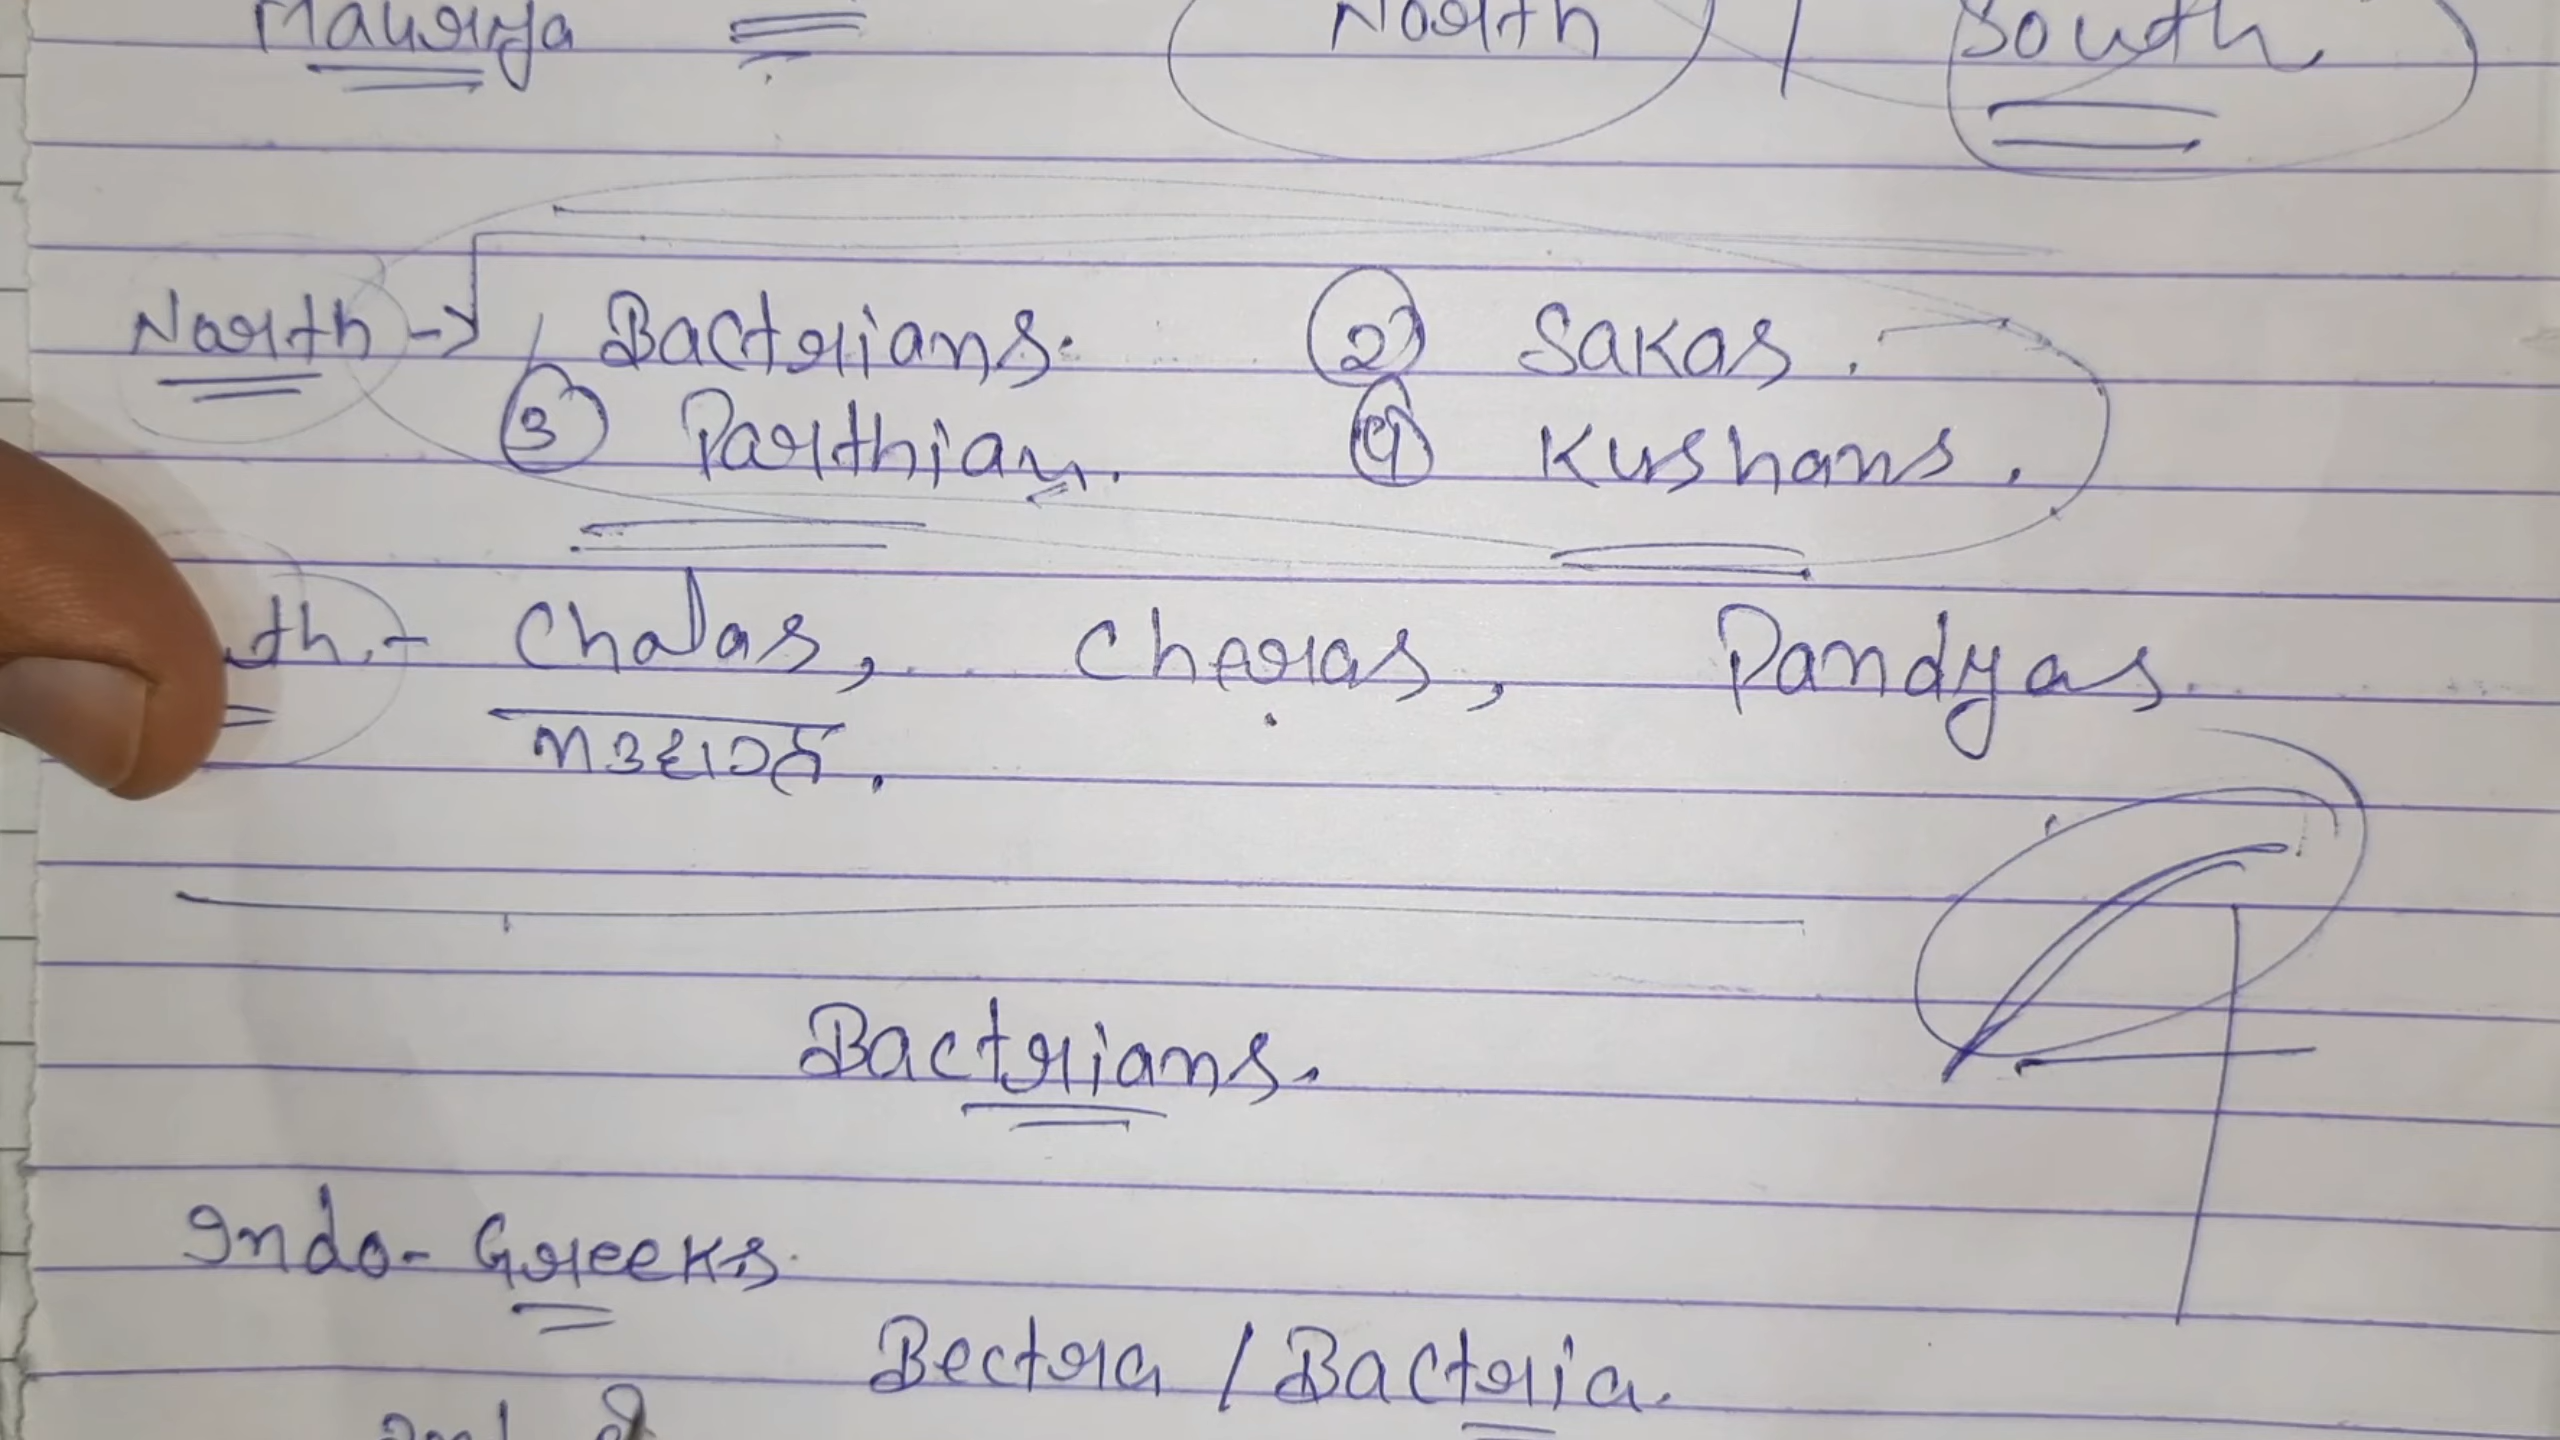 Maurya = North / South
North → 1 Bactrians. ② Sakas.
③ Parthian. ④ Kushans.
th. - Cholas, Cheras, Pandyas.
Bactrians.
Indo-Greeks.
Bectra / Bactria.